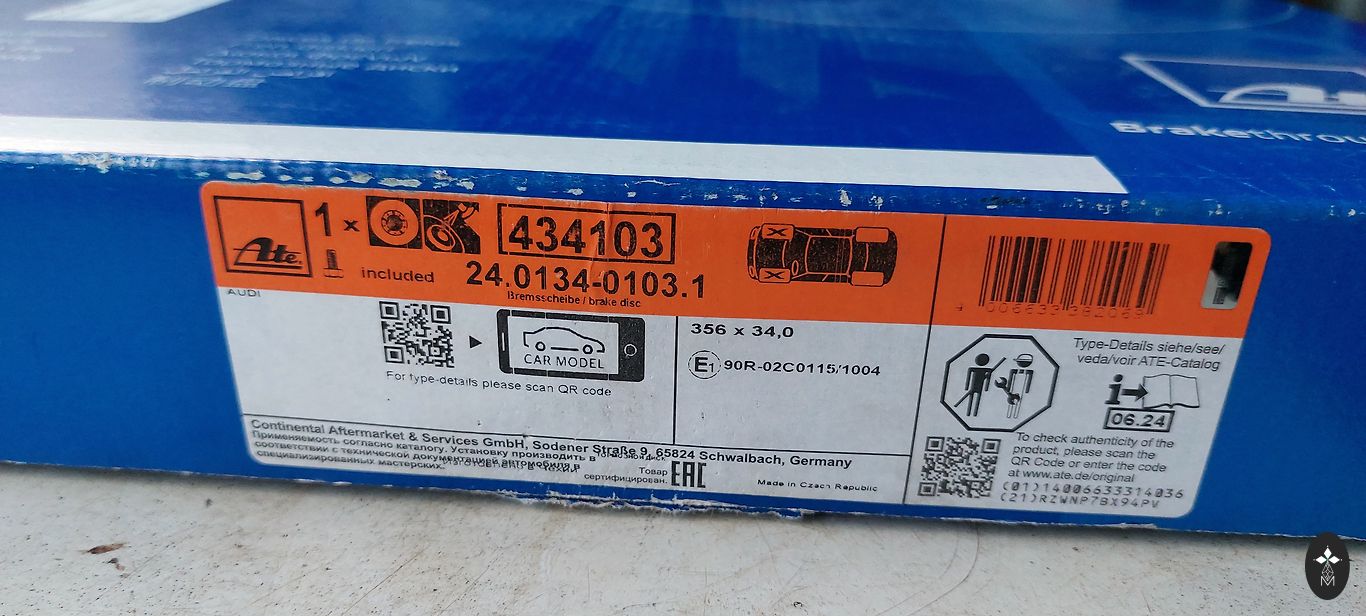 Ate
Brakethrou
Ate
1 x
included
434103
24.0134-0103.1
Bremsscheibe / brake disc
AUDI
CAR MODEL
For type-details please scan QR code
356 x 34,0
E1 90R-02C0115/1004
Type-Details siehe/see/
veda/voir ATE-Catalog
06.24
To check authenticity of the
product, please scan the
QR Code or enter the code
at www.ate.de/original
(01)14006633314036
(21)RZWNP7BX94PV
Continental Aftermarket & Services GmbH, Sodener Straße 9, 65824 Schwalbach, Germany
Применяемость согласно каталогу. Установку производить в
соответствии с технической документацией автомобиля в
специализированных мастерских.
Товар
сертифицирован.
EAC
Made in Czech Republic
M